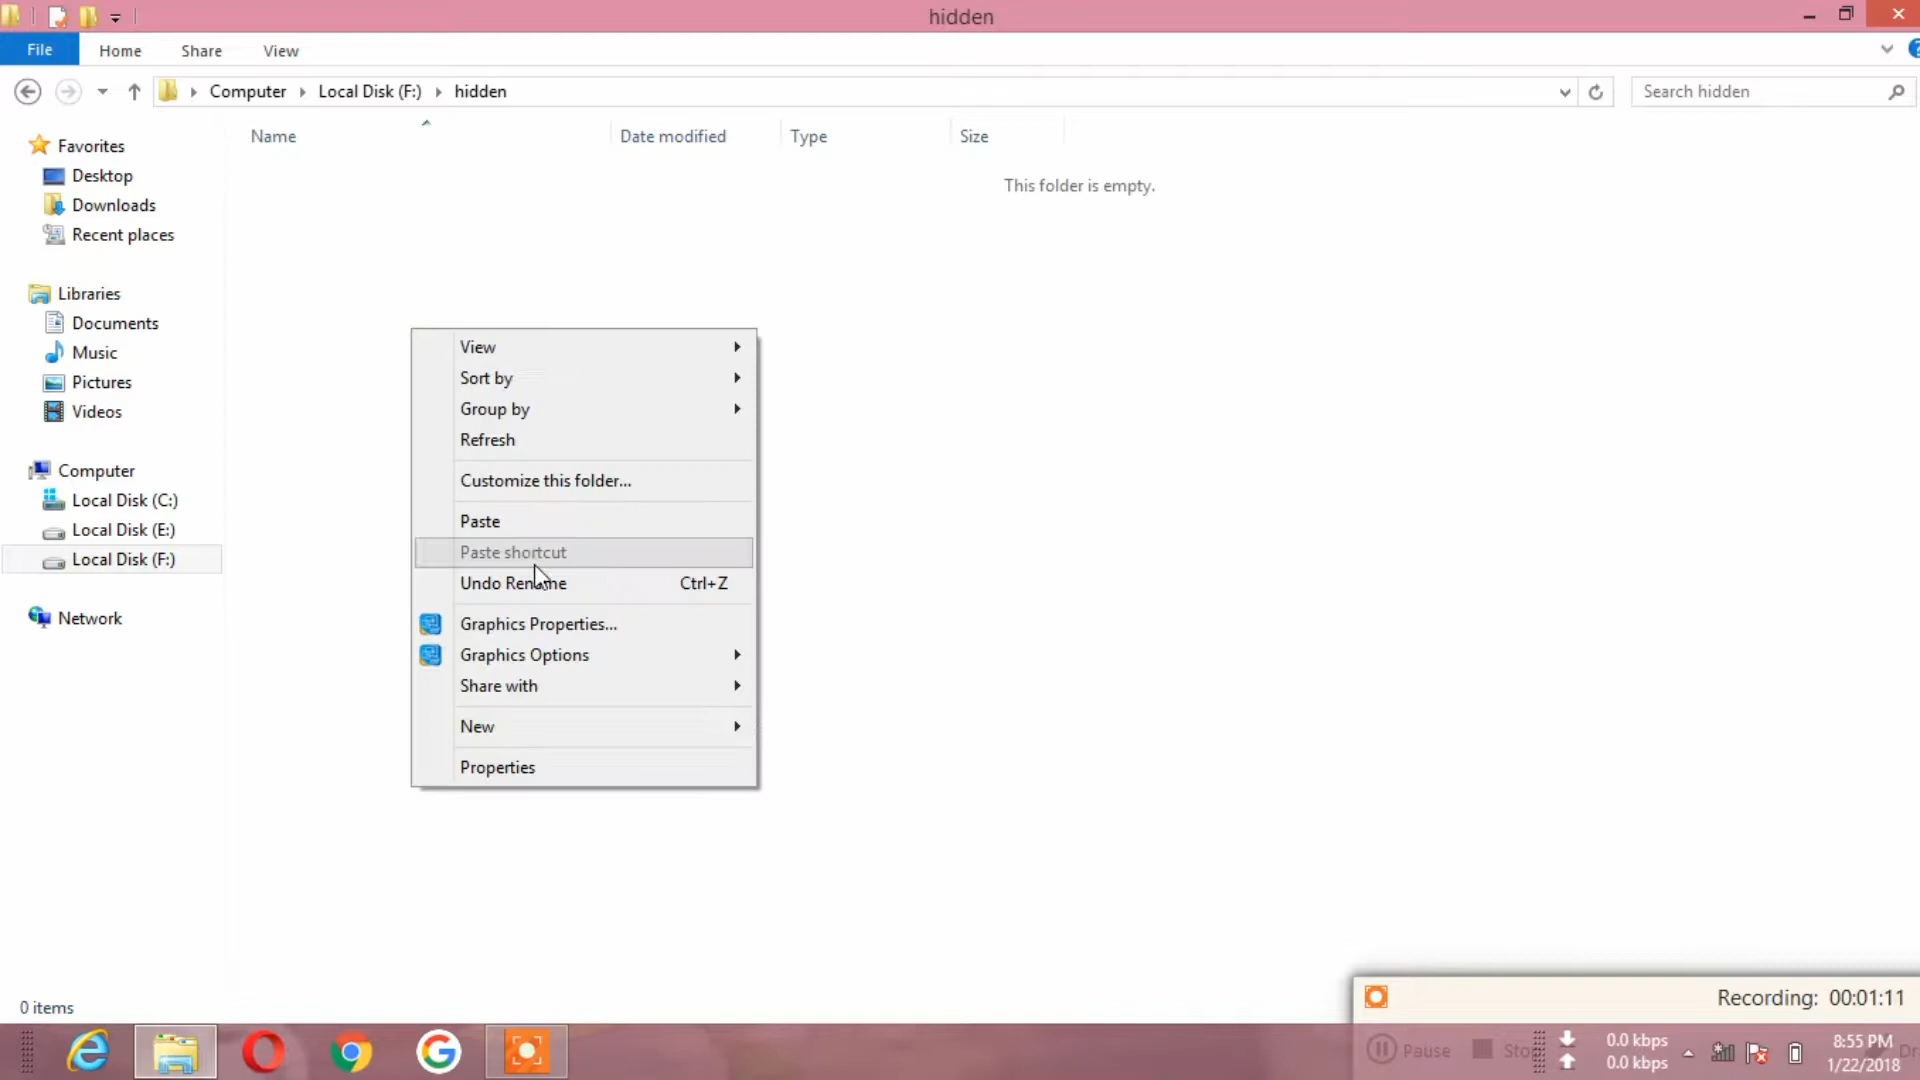 hidden
File Home Share View
Computer Local Disk (F:) hidden
Search hidden
Name Date modified Type Size
This folder is empty.
Favorites
Desktop
Downloads
Recent places
Libraries
Documents
Music
Pictures
Videos
Computer
Local Disk (C:)
Local Disk (E:)
Local Disk (F:)
Network
View
Sort by
Group by
Refresh
Customize this folder...
Paste
Paste shortcut
Undo Rename Ctrl+Z
Graphics Properties...
Graphics Options
Share with
New
Properties
0 items
Recording: 00:01:11
Pause
0.0 kbps
0.0 kbps
8:55 PM
1/22/2018